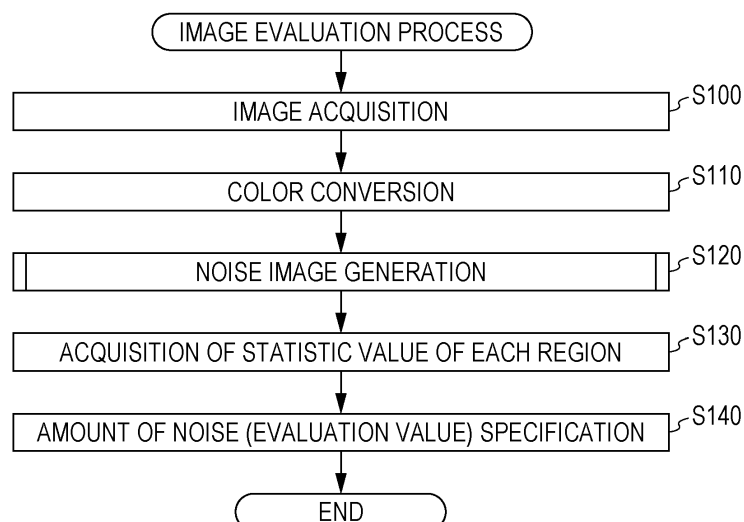 IMAGE EVALUATION PROCESS
IMAGE ACQUISITION
S100
COLOR CONVERSION
S110
NOISE IMAGE GENERATION
S120
ACQUISITION OF STATISTIC VALUE OF EACH REGION
S130
AMOUNT OF NOISE (EVALUATION VALUE) SPECIFICATION
S140
END